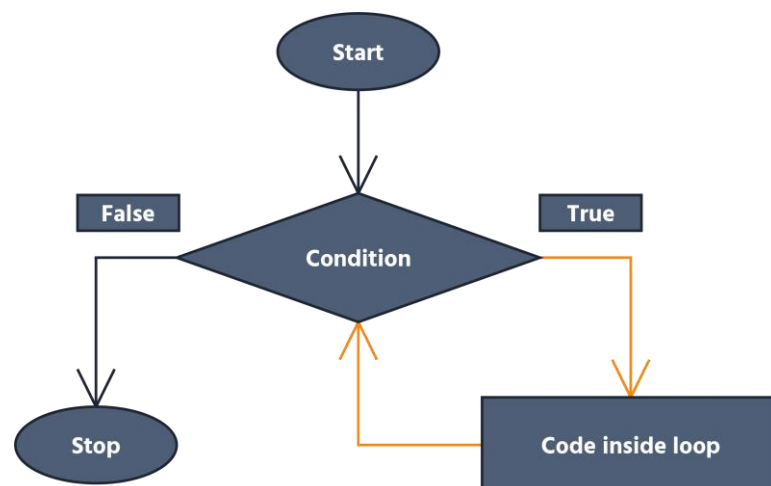 Start
False
True
Condition
Stop
Code inside loop